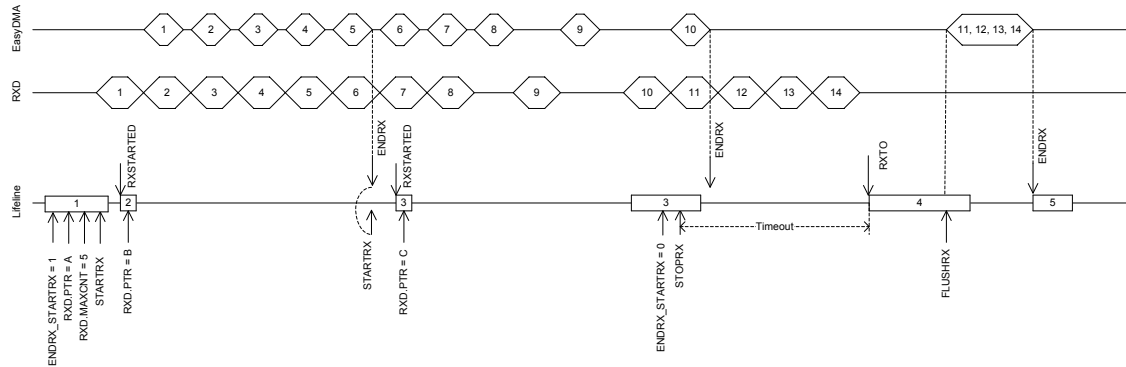 EasyDMA
1
2
3
4
5
6
7
8
9
10
11, 12, 13, 14
RXD
1
2
3
4
5
6
7
8
9
10
11
12
13
14
RXSTARTED
ENDRX
RXSTARTED
ENDRX
RXTO
ENDRX
Lifeline
1
2
3
3
4
5
Timeout
ENDRX_STARTRX = 1
RXD.PTR = A
RXD.MAXCNT = 5
STARTRX
RXD.PTR = B
STARTRX
RXD.PTR = C
ENDRX_STARTRX = 0
STOPRX
FLUSHRX